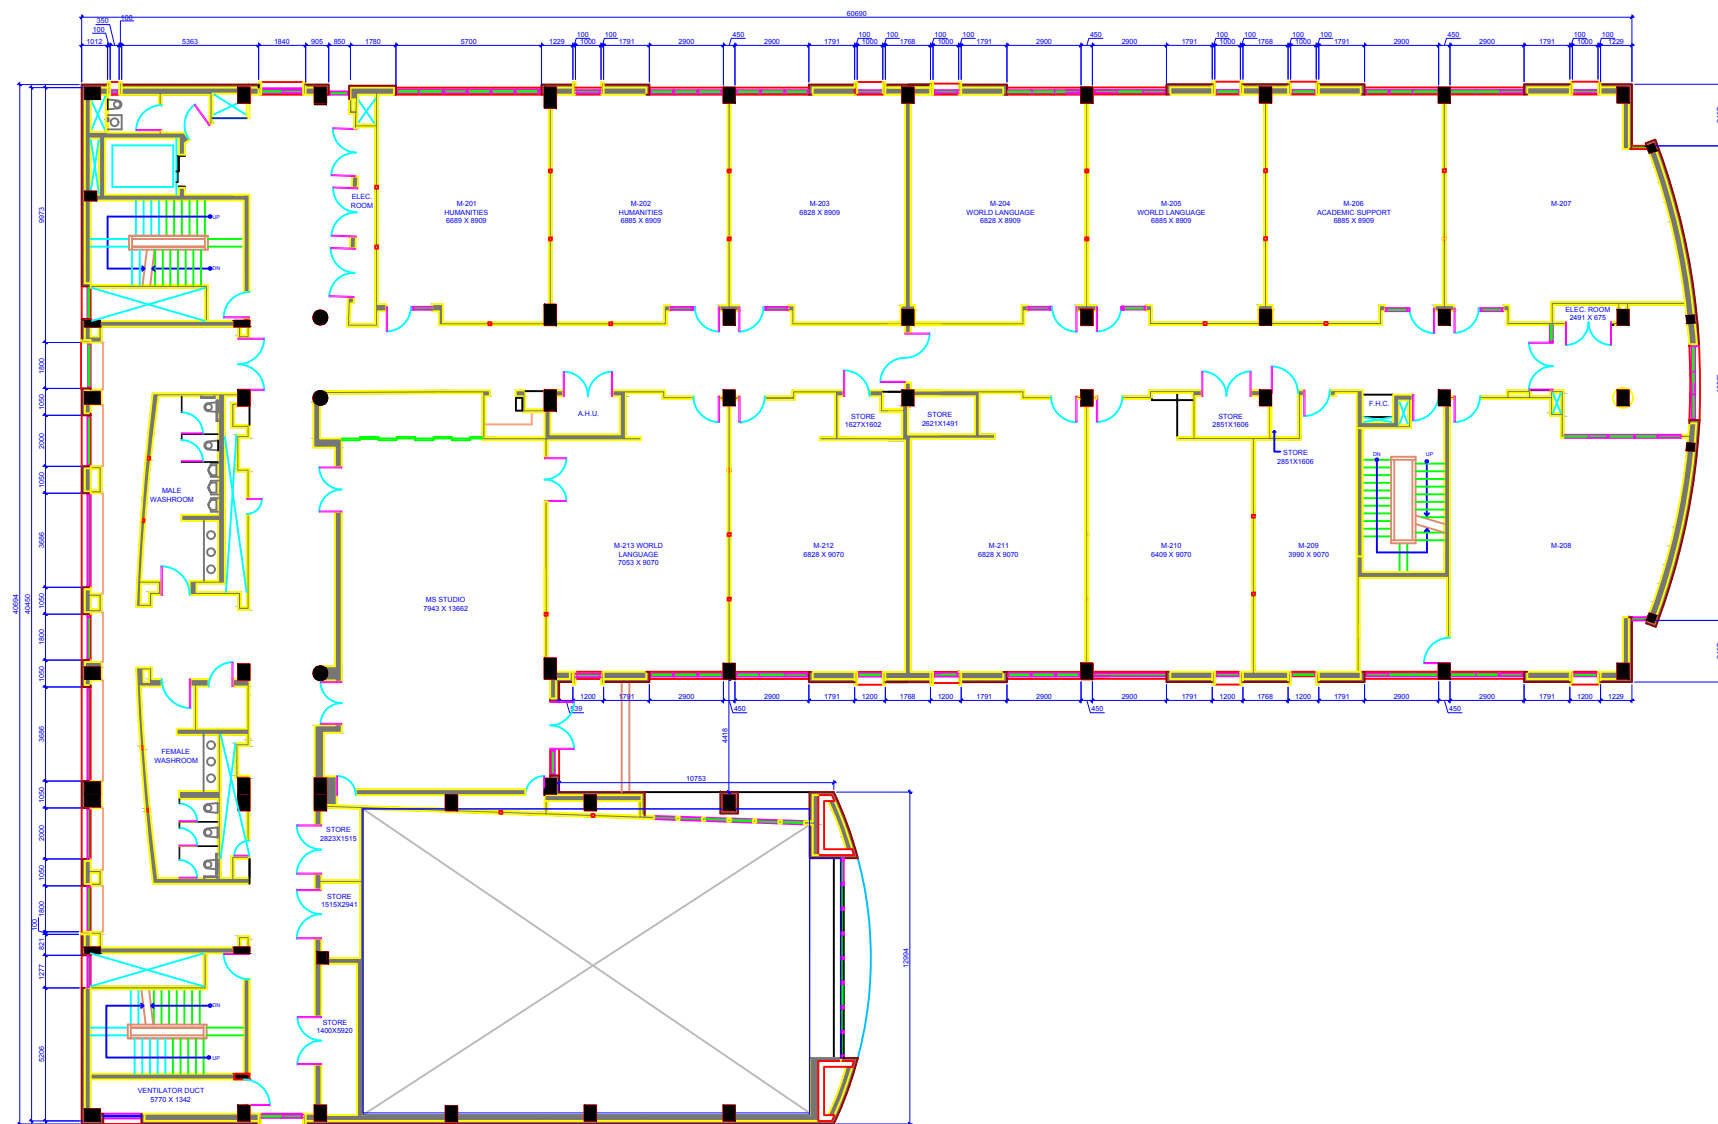 60690
350
100
100
1012
5363
1840
905
850
1780
5700
1229
100
1000
100
1791
2900
450
2900
1791
100
1000
100
1768
100
1000
100
1791
2900
450
2900
1791
100
1000
100
1768
100
1000
100
1791
2900
450
2900
1791
100
1000
100
1229
ELEC.
ROOM
M-201
HUMANITIES
6689 X 8909
M-202
HUMANITIES
6885 X 8909
M-203
6828 X 8909
M-204
WORLD LANGUAGE
6828 X 8909
M-205
WORLD LANGUAGE
6885 X 8909
M-206
ACADEMIC SUPPORT
6885 X 8909
M-207
UP
DN
ELEC. ROOM
2491 X 675
A.H.U.
STORE
1627X1602
STORE
2621X1491
STORE
2851X1606
F.H.C.
STORE
2851X1606
DN
UP
MALE
WASHROOM
M-213 WORLD
LANGUAGE
7053 X 9070
M-212
6828 X 9070
M-211
6828 X 9070
M-210
6409 X 9070
M-209
3990 X 9070
M-208
MS STUDIO
7943 X 13662
1200
1791
2900
2900
1791
1200
1768
1200
1791
2900
2900
1791
1200
1768
1200
1791
2900
2900
1791
1200
1229
139
450
450
450
4418
10753
12994
FEMALE
WASHROOM
STORE
2823X1515
STORE
1515X2941
STORE
1400X5920
DN
UP
VENTILATOR DUCT
5770 X 1342
40694
40450
9973
1800
1050
2000
1050
3686
1050
1800
1050
3686
1050
2000
1050
1800
100
821
1277
5206